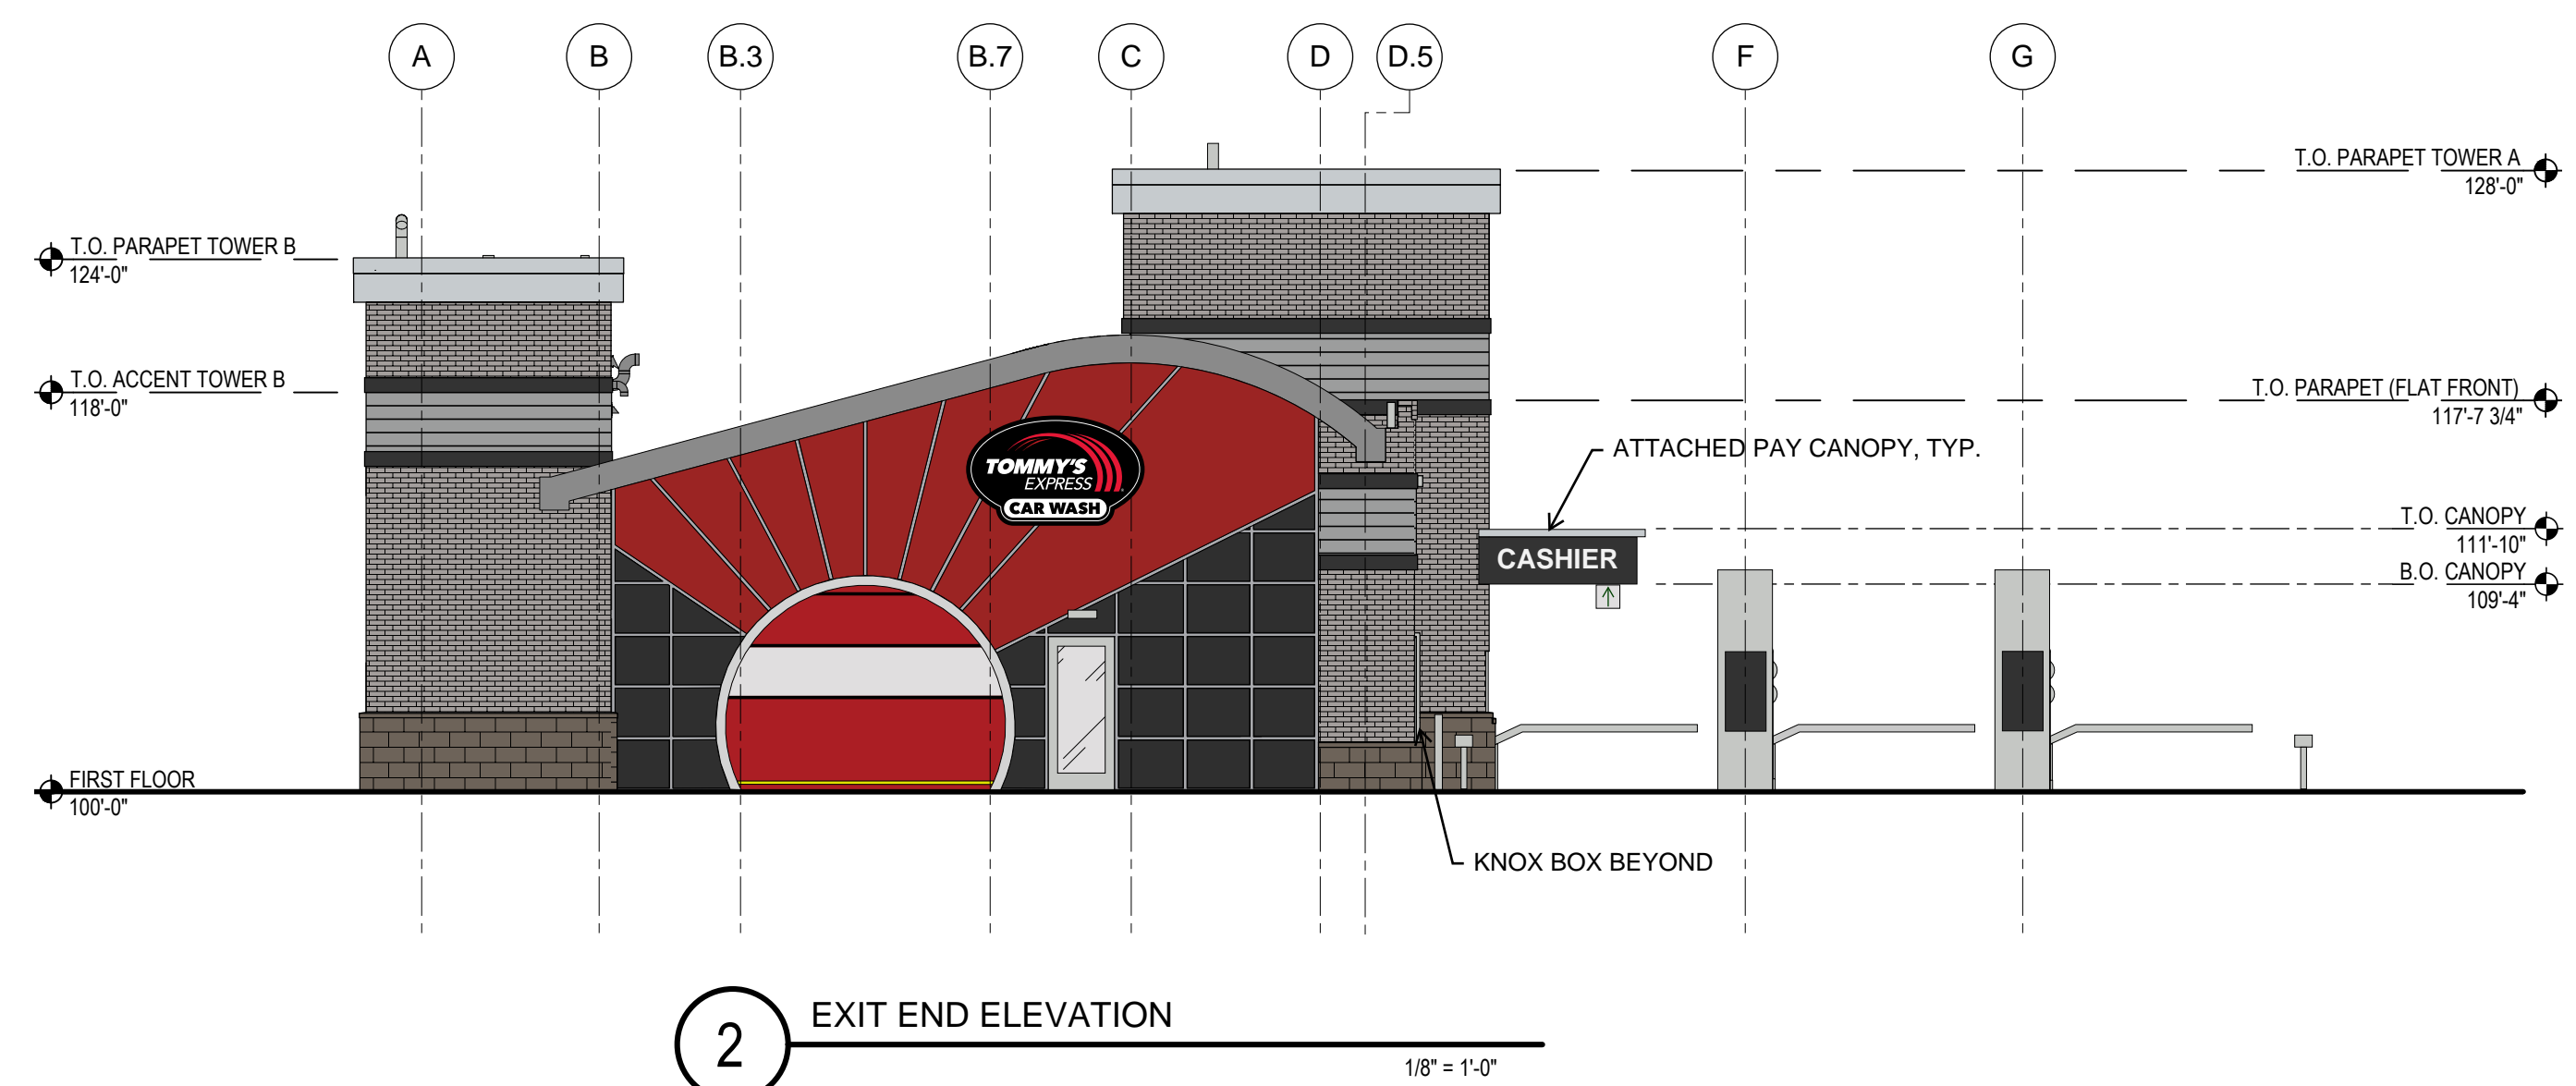 A
B
B.3
B.7
C
D
D.5
F
G
T.O. PARAPET TOWER A
128'-0"
T.O. PARAPET TOWER B
124'-0"
T.O. ACCENT TOWER B
118'-0"
T.O. PARAPET (FLAT FRONT)
117'-7 3/4"
ATTACHED PAY CANOPY, TYP.
TOMMY'S
EXPRESS
CAR WASH
T.O. CANOPY
111'-10"
CASHIER
B.O. CANOPY
109'-4"
FIRST FLOOR
100'-0"
KNOX BOX BEYOND
2
EXIT END ELEVATION
1/8" = 1'-0"